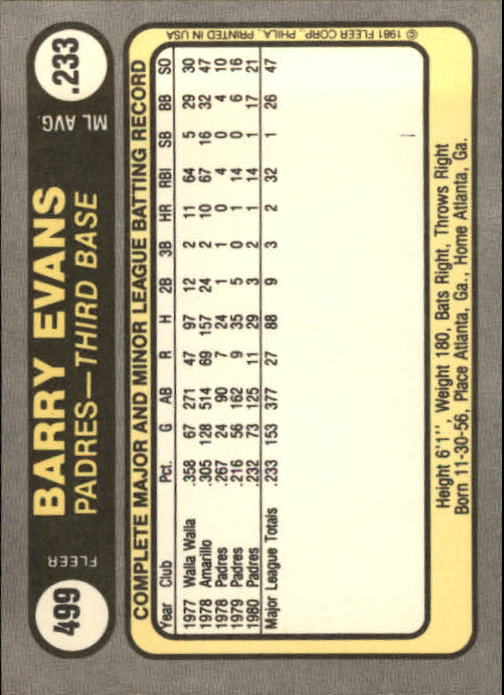 499
FLEER
BARRY EVANS
PADRES—THIRD BASE
ML AVG.
.233
COMPLETE MAJOR AND MINOR LEAGUE BATTING RECORD
Year Club Pct. G AB R H 2B 3B HR RBI SB BB SO
1977 Walla Walla .358 67 271 47 97 12 2 11 64 5 29 30
1978 Amarillo .305 128 514 69 157 24 2 10 67 16 32 47
1978 Padres .267 24 90 7 24 1 1 0 4 0 4 10
1979 Padres .216 56 162 9 35 5 0 1 14 0 6 16
1980 Padres .232 73 125 11 29 3 2 1 14 1 17 21
Major League Totals .233 153 377 27 88 9 3 2 32 1 26 47
Height 6'1'', Weight 180, Bats Right, Throws Right
Born 11-30-56, Place Atlanta, Ga., Home Atlanta, Ga.
© 1981 FLEER CORP., PHILA., PRINTED IN USA